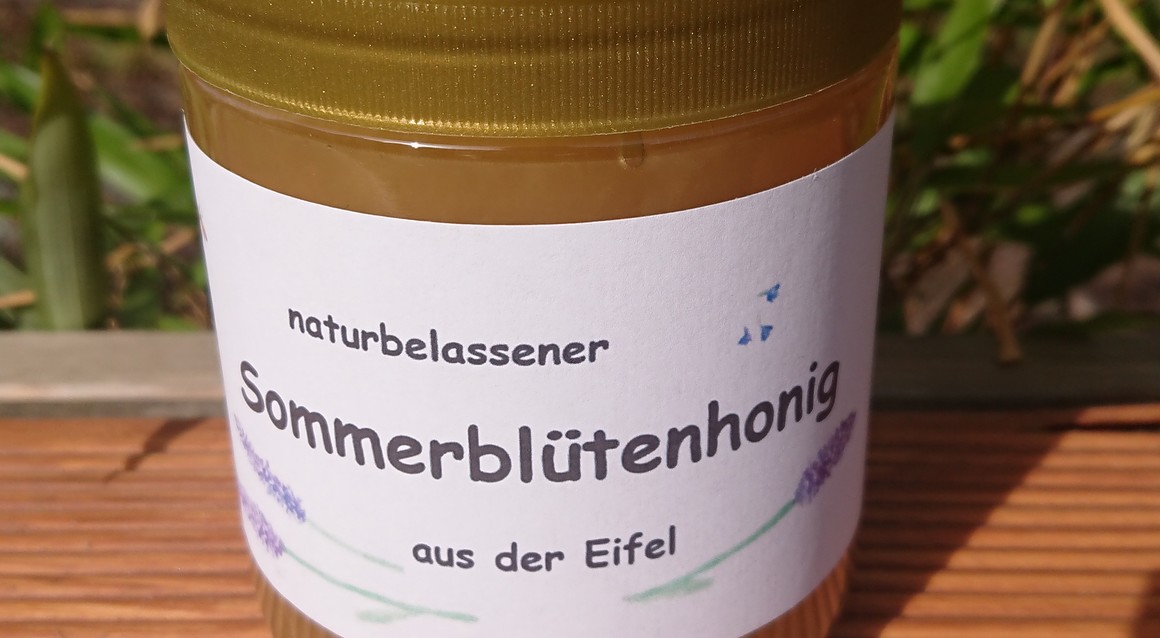 naturbelassener
Sommerblütenhonig
aus der Eifel